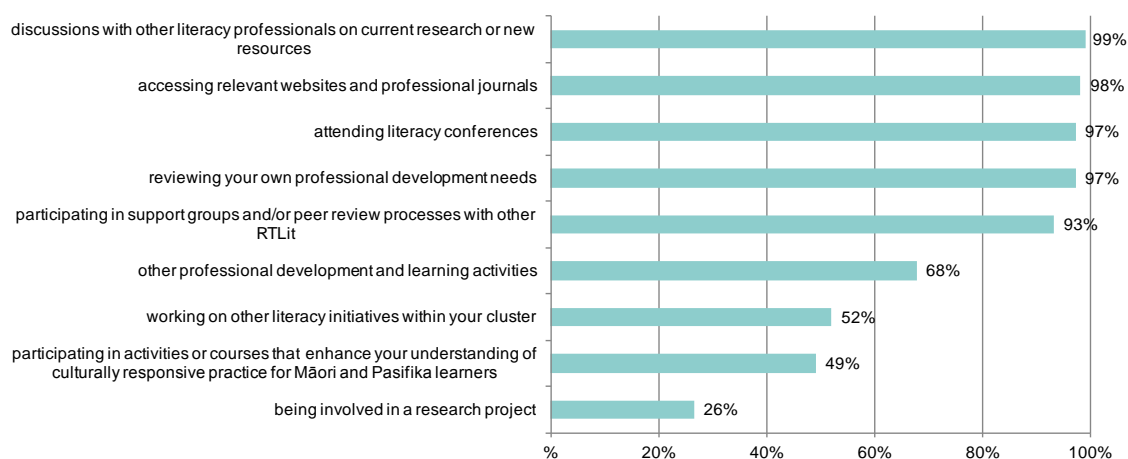 discussions with other literacy professionals on current research or new
resources
99%
accessing relevant websites and professional journals
98%
attending literacy conferences
97%
reviewing your own professional development needs
97%
participating in support groups and/or peer review processes with other
RTLit
93%
other professional development and learning activities
68%
working on other literacy initiatives within your cluster
52%
participating in activities or courses that enhance your understanding of
culturally responsive practice for Māori and Pasifika learners
49%
being involved in a research project
26%
% 20% 40% 60% 80% 100%